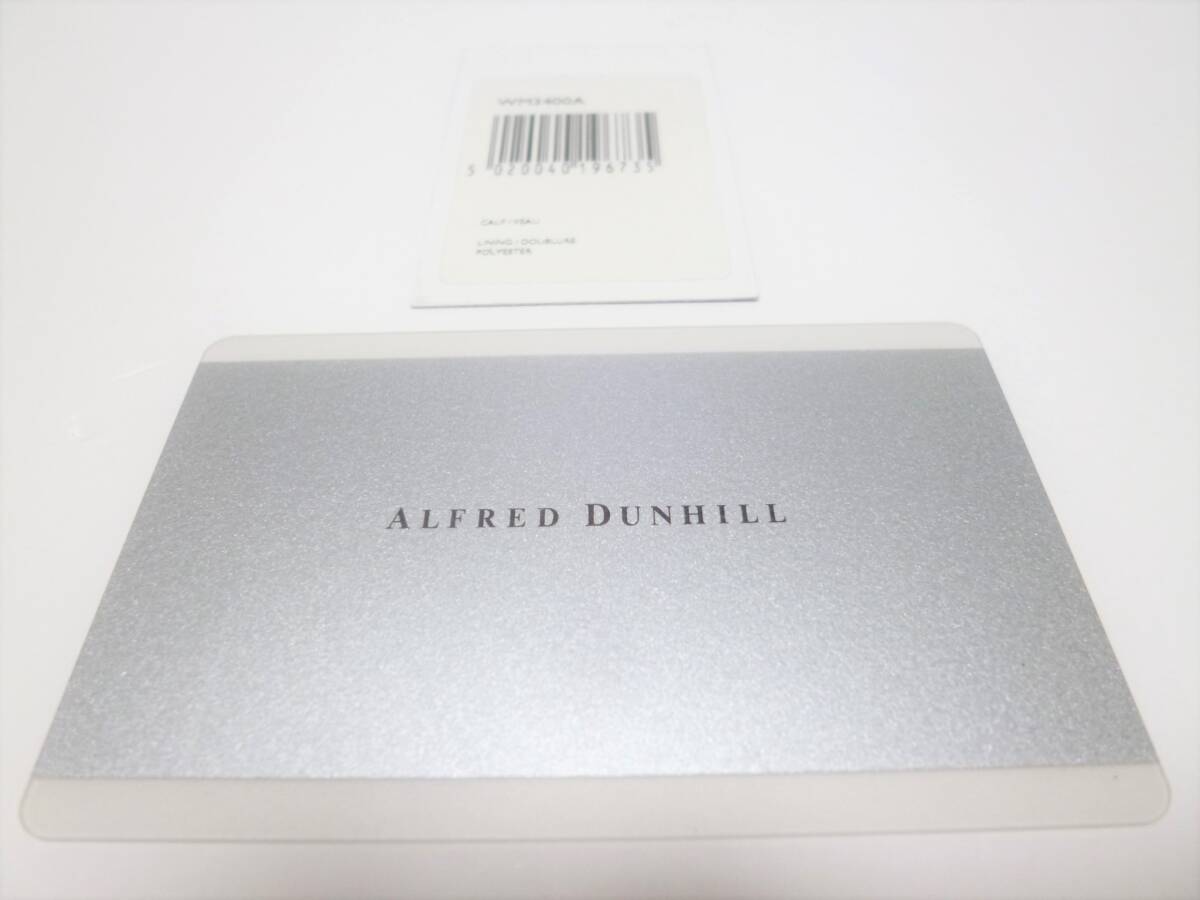 WM3400A
5 020040 196735
CALF / VEAU
LINING / DOUBLURE
POLYESTER
ALFRED DUNHILL